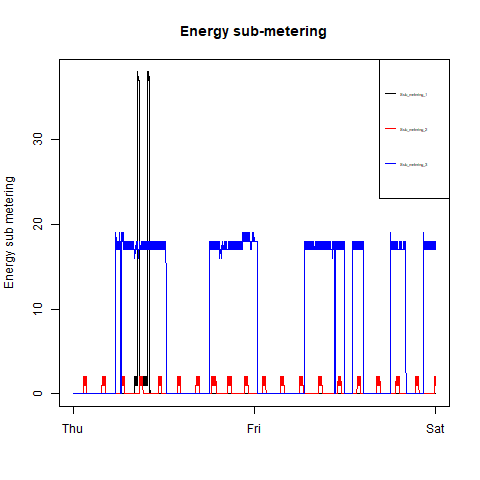 Energy sub-metering
Energy sub metering
30
20
10
0
Sub_metering_1
Sub_metering_2
Sub_metering_3
Thu
Fri
Sat